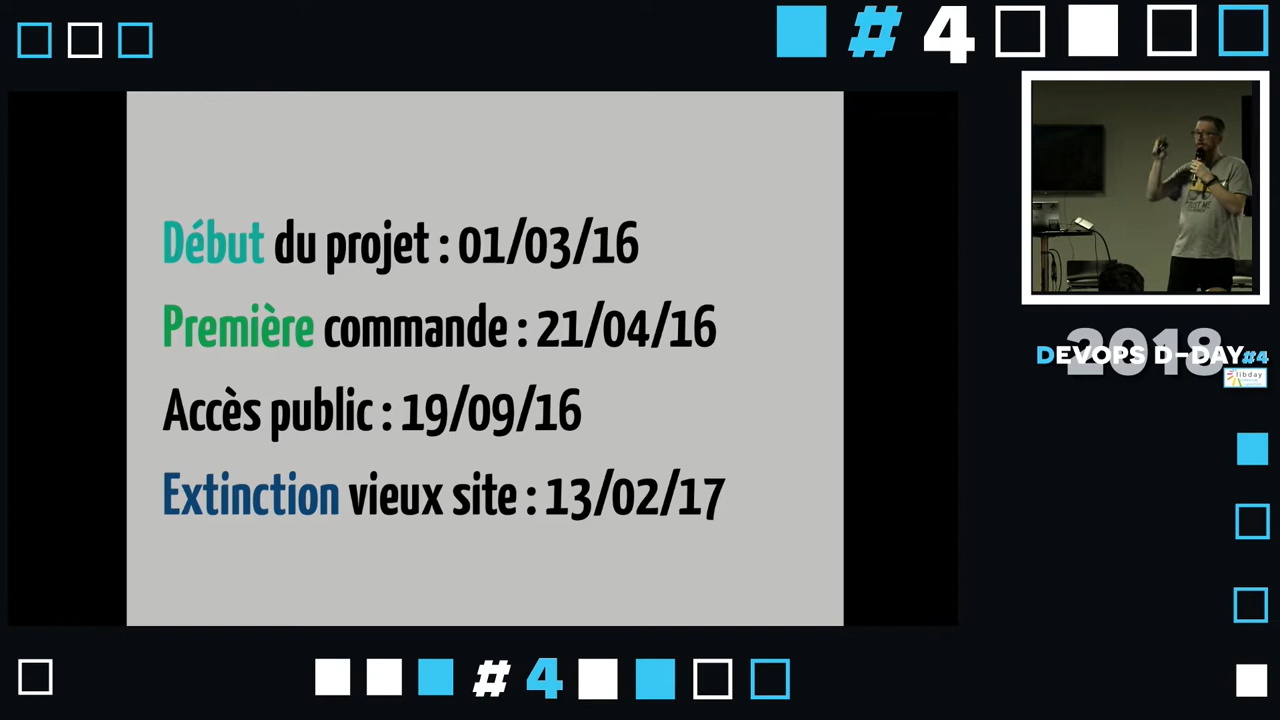 #4
Début du projet : 01/03/16
Première commande : 21/04/16
Accès public : 19/09/16
Extinction vieux site : 13/02/17
2018
DEVOPS D-DAY#4
libday
#4